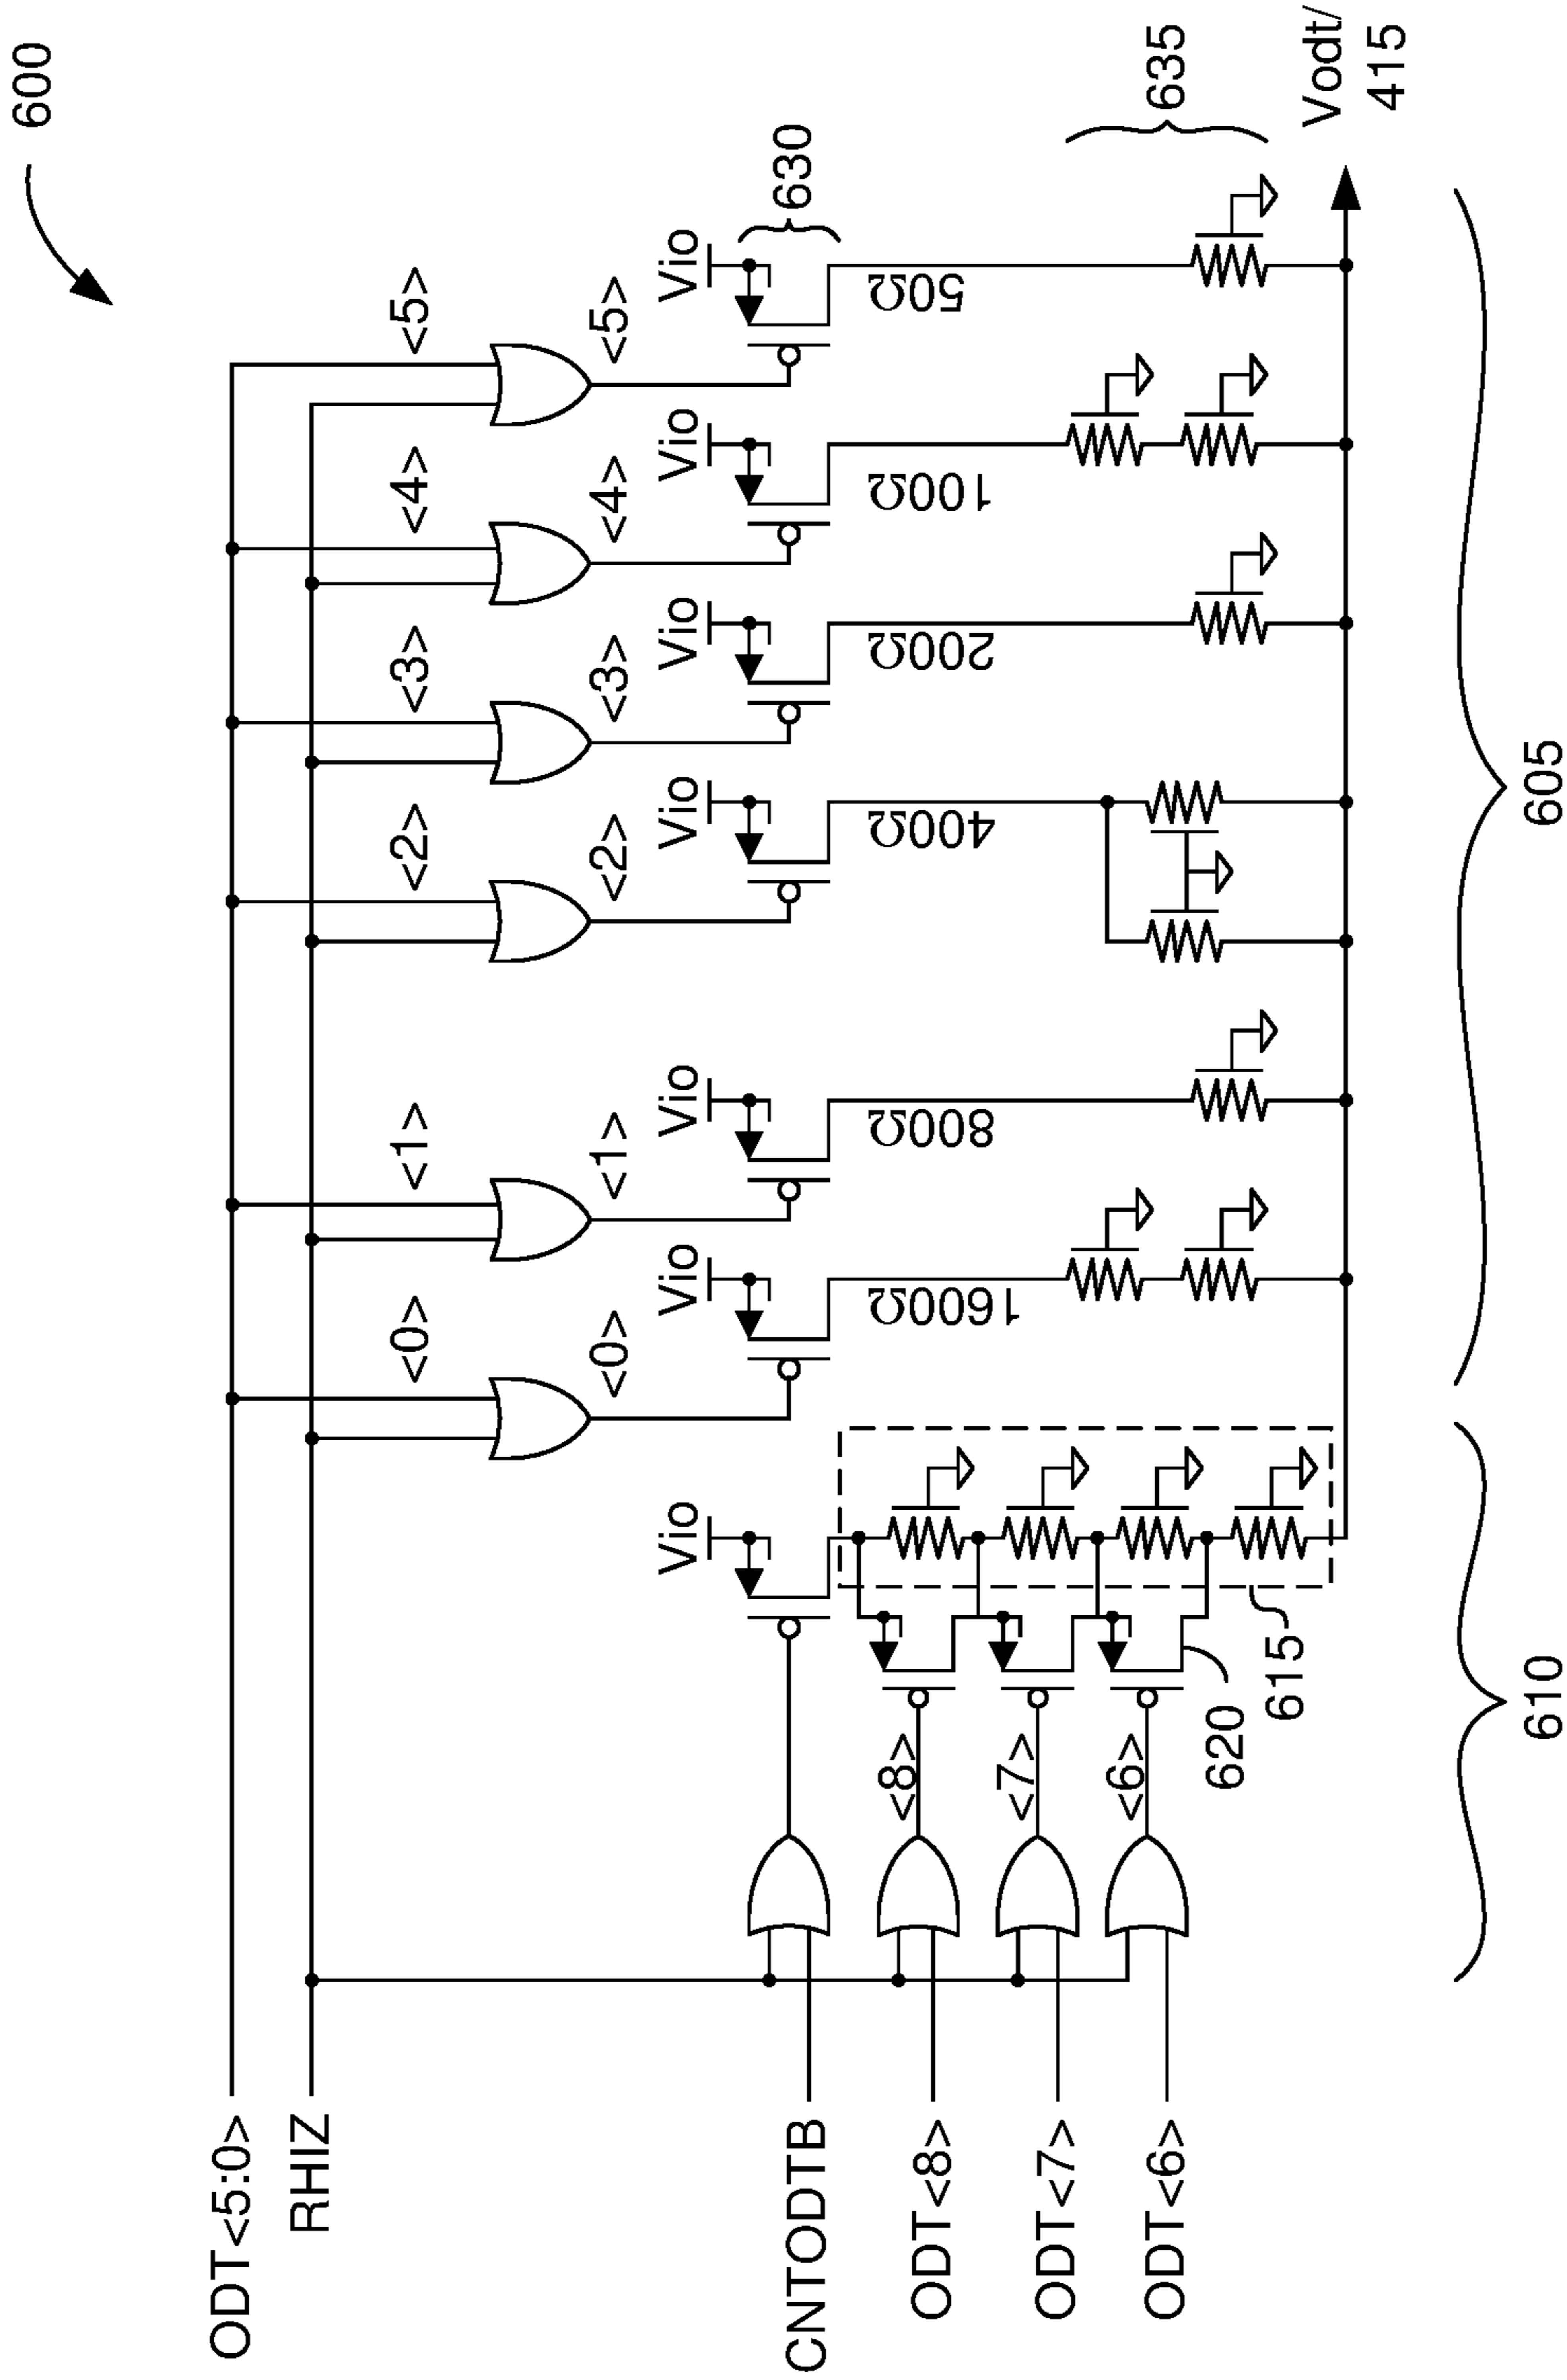 600
ODT<5:0>
RHIZ
<0>
<1>
<2>
<3>
<4>
<5>
<0>
<1>
<2>
<3>
<4>
<5>
Vio
Vio
Vio
Vio
Vio
Vio
Vio
630
CNTODTB
1600Ω
800Ω
400Ω
200Ω
100Ω
50Ω
ODT<8>
<8>
ODT<7>
<7>
ODT<6>
<6>
620
615
635
Vodt/
415
610
605